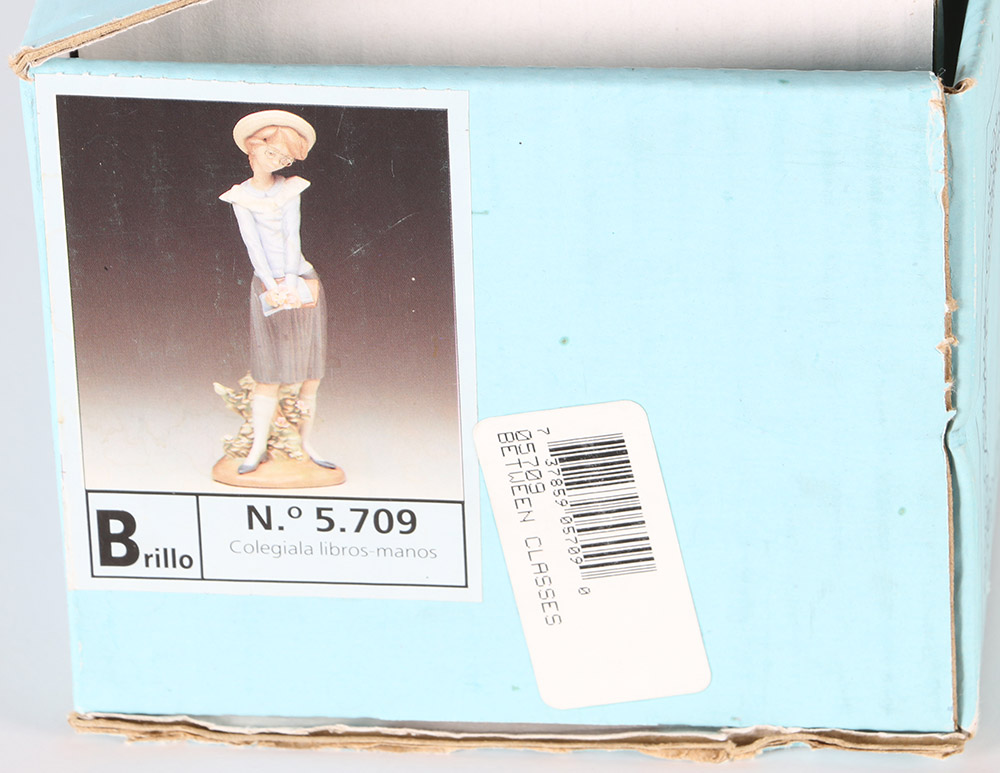 Brillo
N.º 5.709
Colegiala libros-manos
7 37859 05709 0
05709
BETWEEN CLASSES